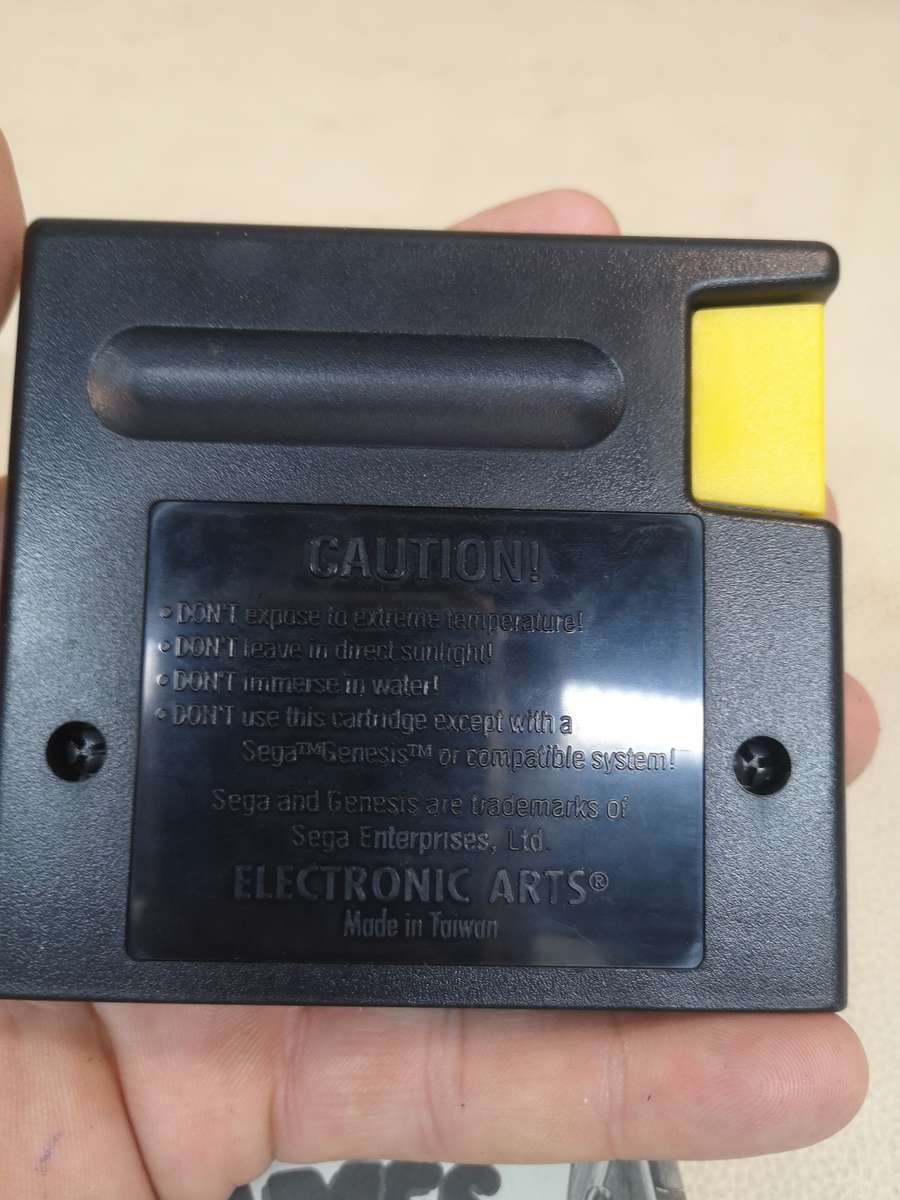 CAUTION!
• DON'T expose to extreme temperature!
• DON'T leave in direct sunlight!
• DON'T immerse in water!
• DON'T use this cartridge except with a
Sega™Genesis™ or compatible system!
Sega and Genesis are trademarks of
Sega Enterprises, Ltd.
ELECTRONIC ARTS®
Made in Taiwan